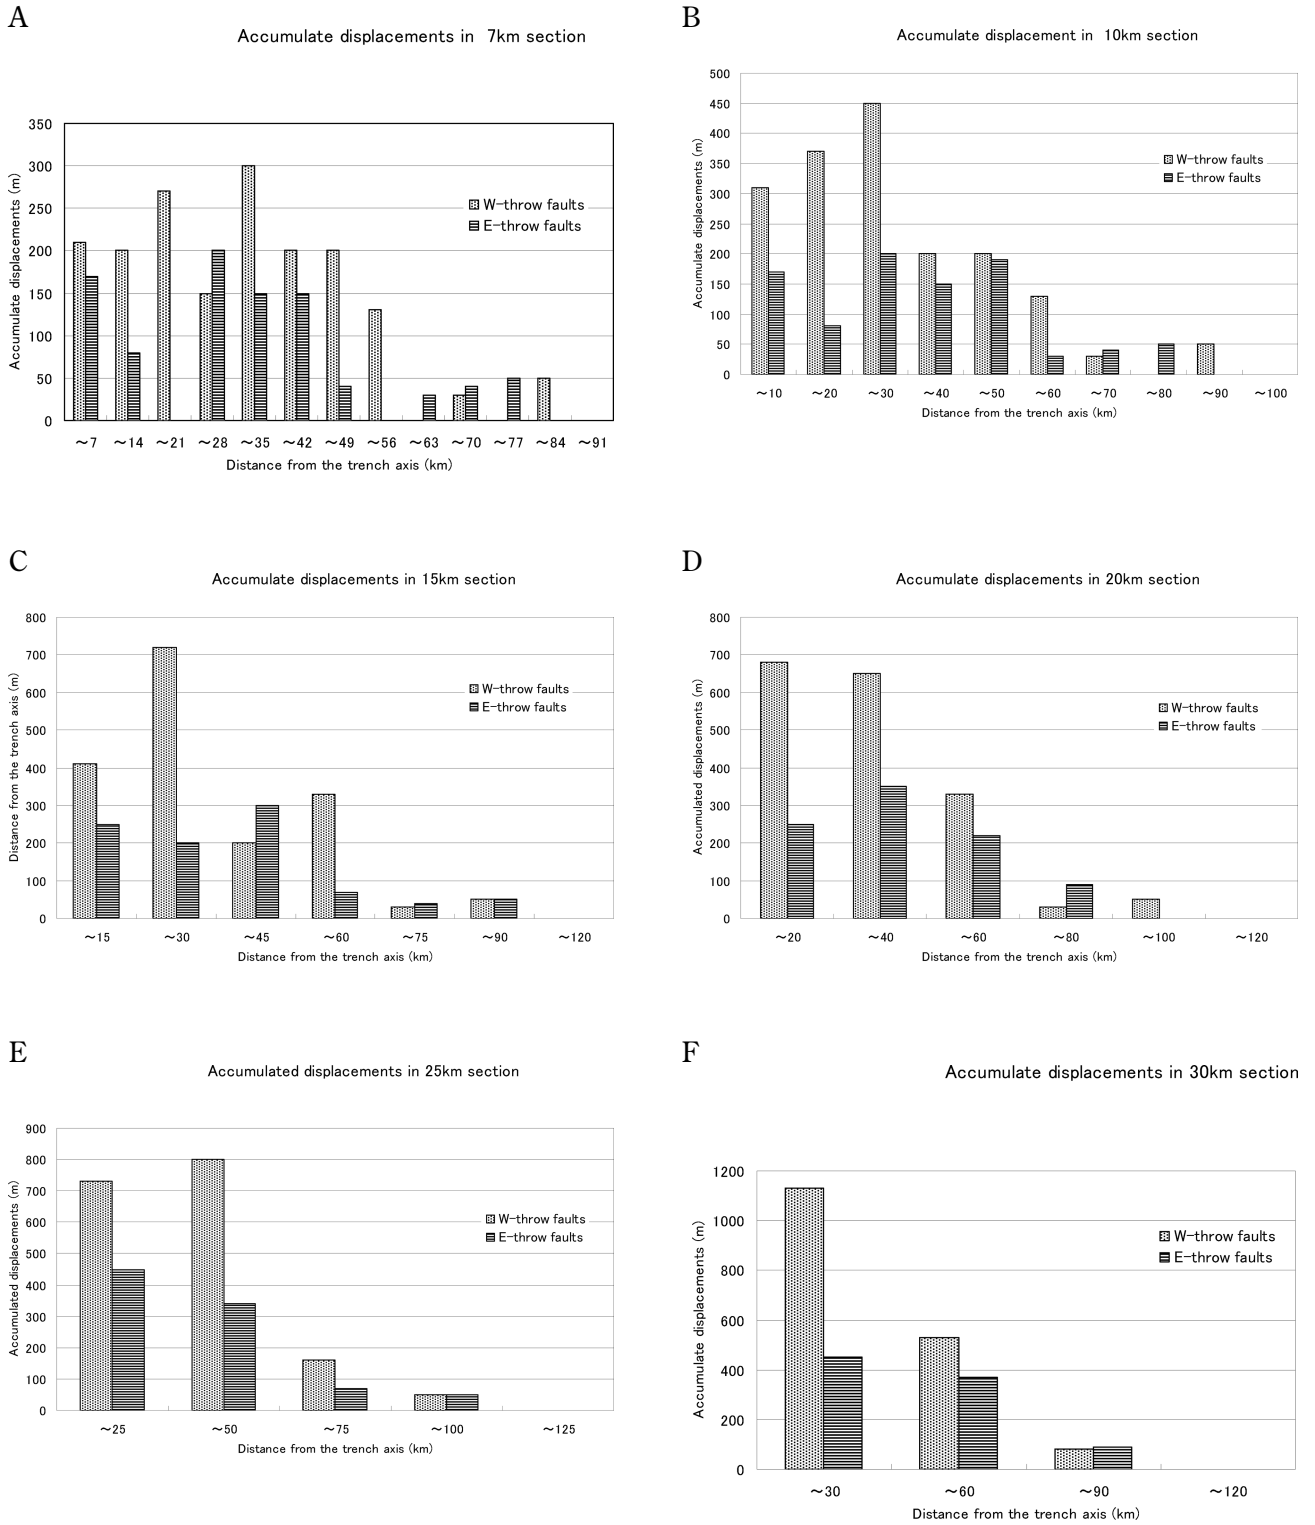 A
Accumulate displacements in 7km section
350
300
250
200
150
100
50
0
Accumulate displacements (m)
W-throw faults
E-throw faults
~7 ~14 ~21 ~28 ~35 ~42 ~49 ~56 ~63 ~70 ~77 ~84 ~91
Distance from the trench axis (km)
B
Accumulate displacement in 10km section
500
450
400
350
300
250
200
150
100
50
0
Accumulate displacements (m)
W-throw faults
E-throw faults
~10 ~20 ~30 ~40 ~50 ~60 ~70 ~80 ~90 ~100
Distance from the trench axis (km)
C
Accumulate displacements in 15km section
800
700
600
500
400
300
200
100
0
Distance from the trench axis (m)
W-throw faults
E-throw faults
~15 ~30 ~45 ~60 ~75 ~90 ~120
Distance from the trench axis (km)
D
Accumulate displacements in 20km section
800
700
600
500
400
300
200
100
0
Accumulated displacements (m)
W-throw faults
E-throw faults
~20 ~40 ~60 ~80 ~100 ~120
Distance from the trench axis (km)
E
Accumulated displacements in 25km section
900
800
700
600
500
400
300
200
100
0
Accumulated displacements (m)
W-throw faults
E-throw faults
~25 ~50 ~75 ~100 ~125
Distance from the trench axis (km)
F
Accumulate displacements in 30km section
1200
1000
800
600
400
200
0
Accumulate displacements (m)
W-throw faults
E-throw faults
~30 ~60 ~90 ~120
Distance from the trench axis (km)